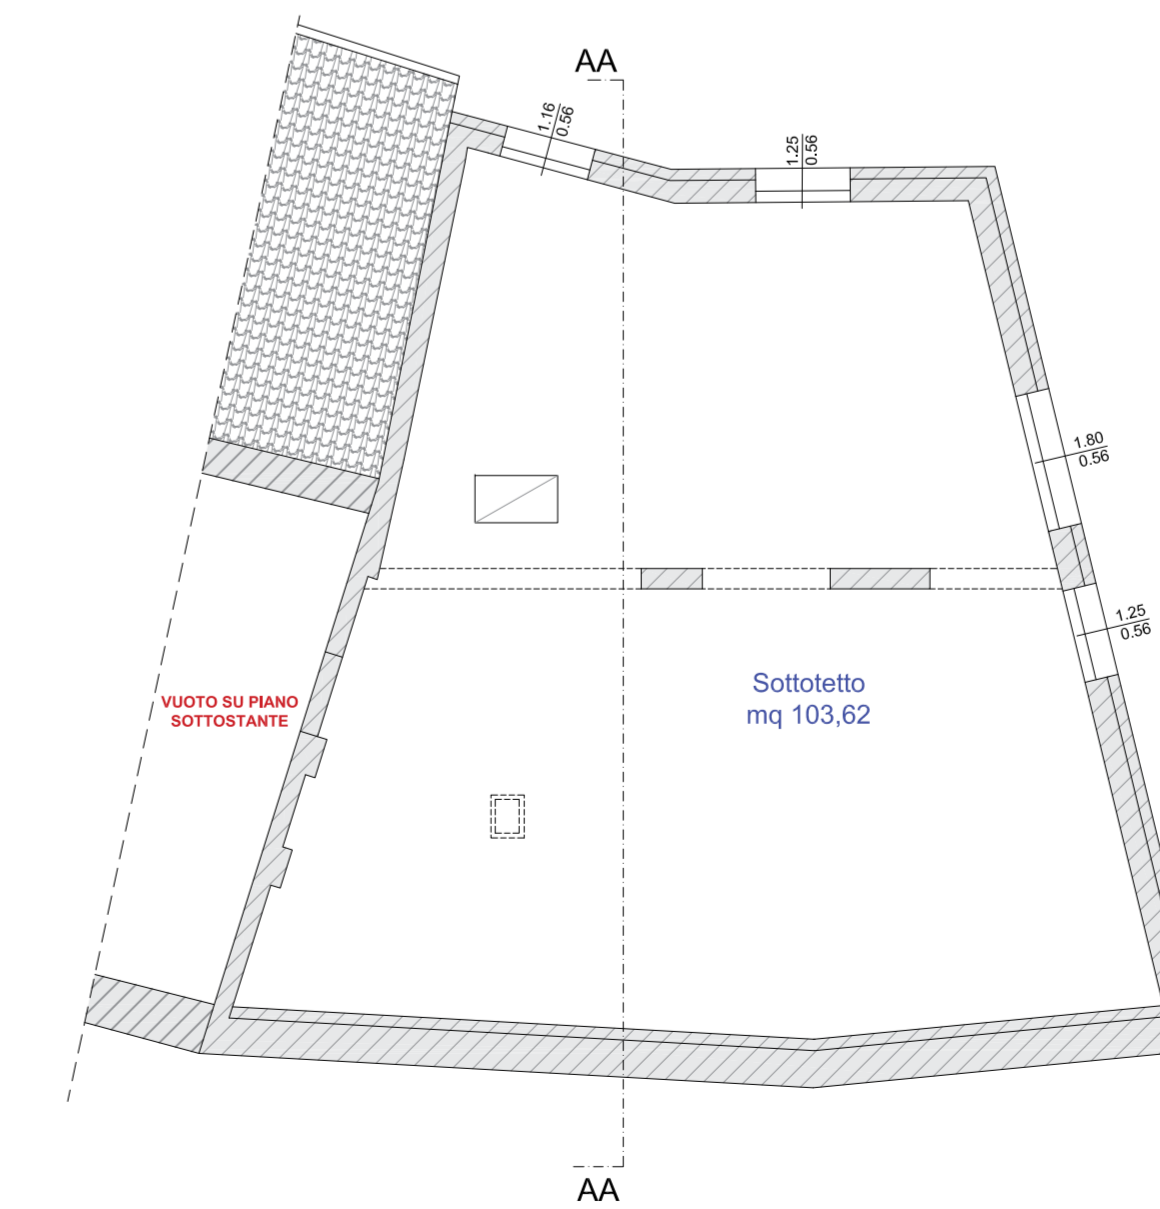 AA
1.16
0.56
1.25
0.56
1.80
0.56
1.25
0.56
Sottotetto
mq 103,62
VUOTO SU PIANO
SOTTOSTANTE
AA